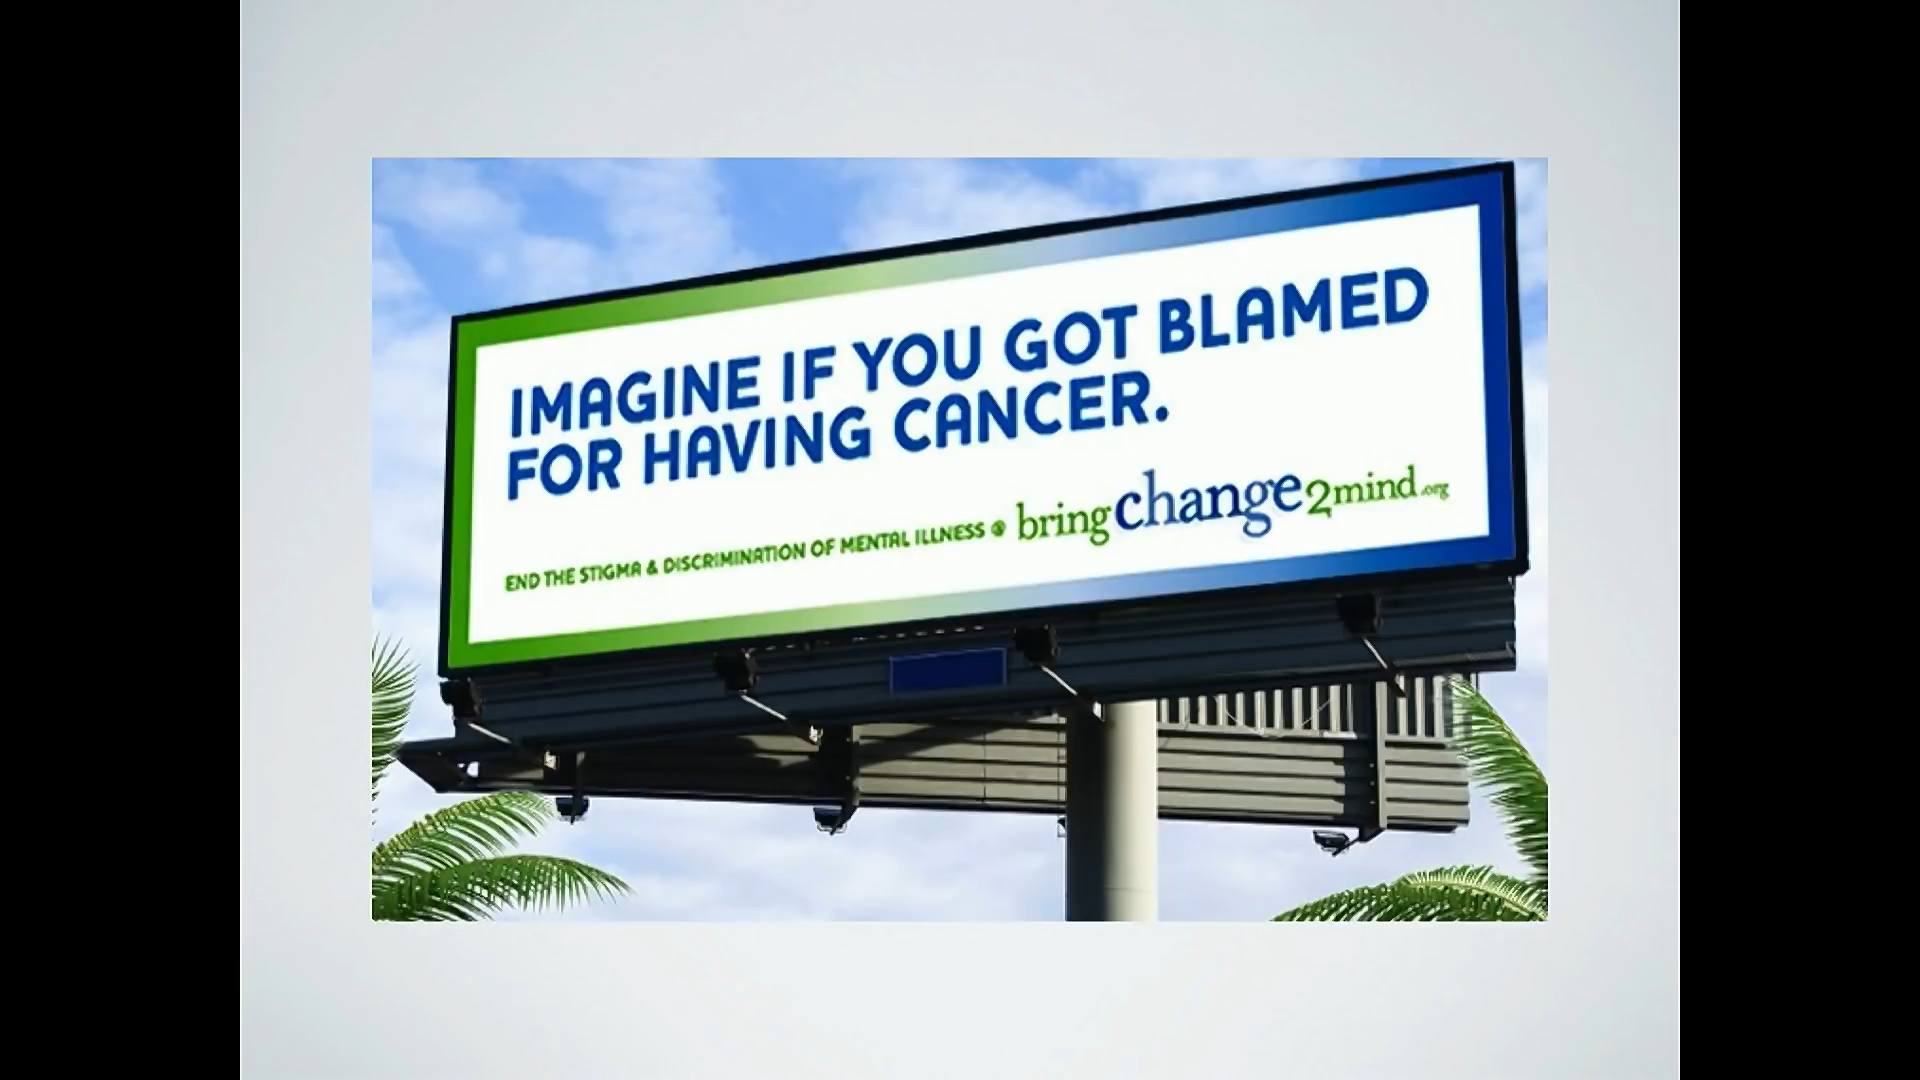 IMAGINE IF YOU GOT BLAMED
FOR HAVING CANCER.
END THE STIGMA & DISCRIMINATION OF MENTAL ILLNESS @ bringchange2mind.org